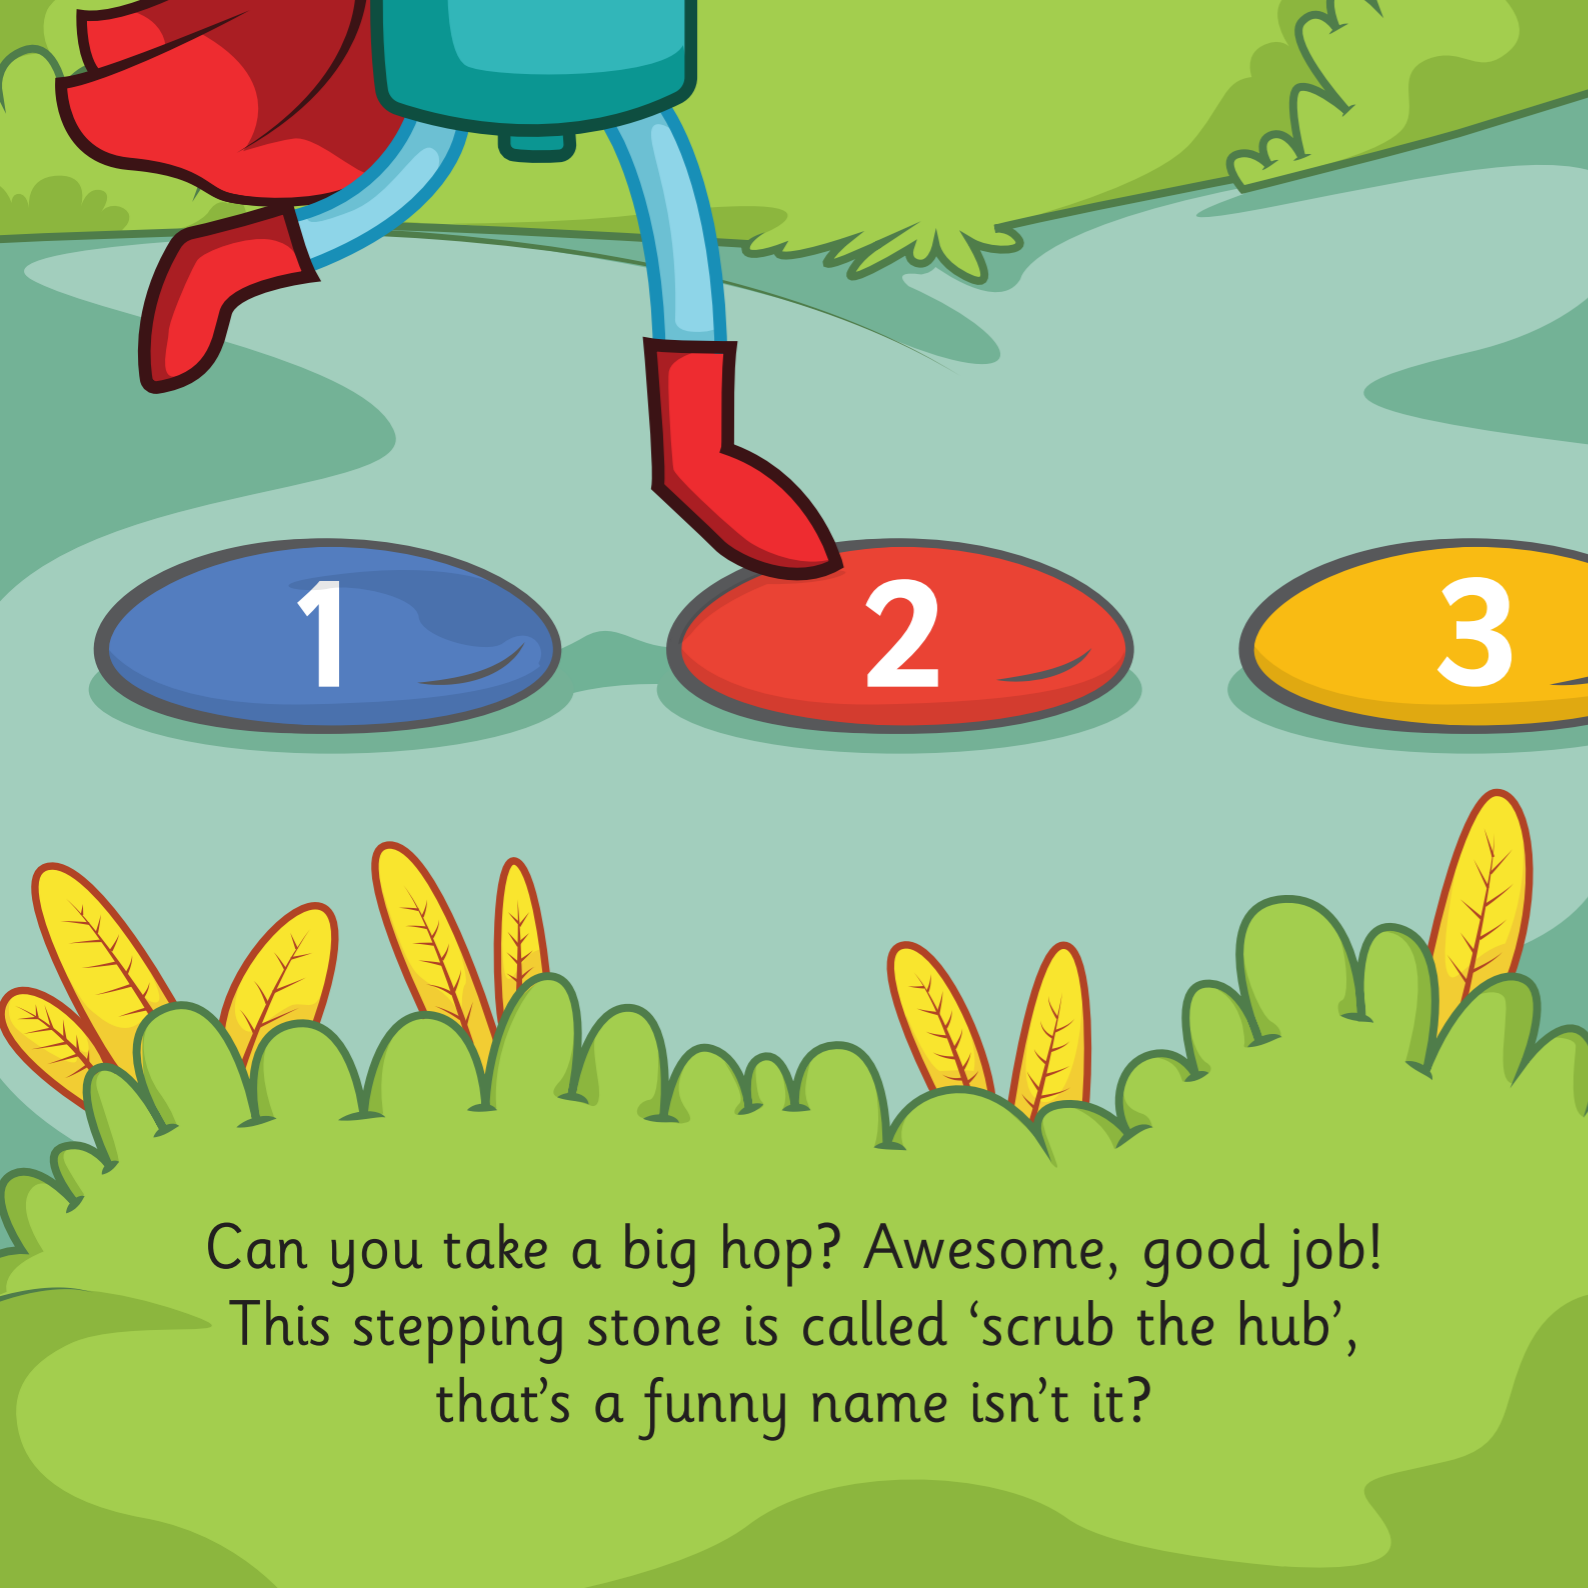 1 2 3
Can you take a big hop? Awesome, good job!
This stepping stone is called ‘scrub the hub’,
that’s a funny name isn’t it?